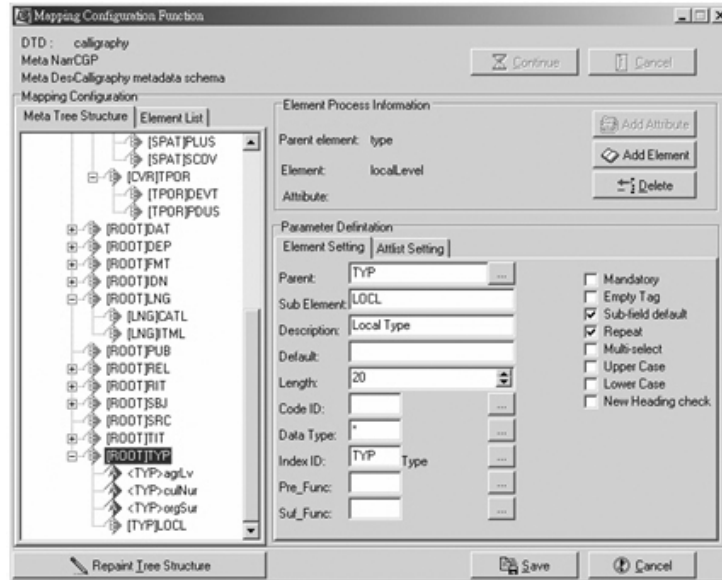 Mapping Configuration Function
DTD : calligraphy
Meta NamCGP
Meta DesCalligraphy metadata schema
Continue
Cancel
Mapping Configuration
Meta Tree Structure
Element List
[SPAT]PLUS
[SPAT]SCOV
[CVR]TPOR
[TPOR]DEVT
[TPOR]PDUS
[ROOT]DAT
[ROOT]DEP
[ROOT]FMT
[ROOT]IDN
[ROOT]LNG
[LNG]CATL
[LNG]ITML
[ROOT]PUB
[ROOT]REL
[ROOT]RIT
[ROOT]SBJ
[ROOT]SRC
[ROOT]TIT
[ROOT]TYP
<TYP>agrLv
<TYP>culNur
<TYP>orgSur
[TYP]LOCL
Repaint Tree Structure
Element Process Information
Parent element: type
Element: localLevel
Attribute:
Add Attribute
Add Element
Delete
Parameter Defintation
Element Setting
Attlist Setting
Parent: TYP ...
Sub Element: LOCL
Description: Local Type
Default:
Length: 20
Code ID: ...
Data Type: * ...
Index ID: TYP Type ...
Pre_Func: ...
Suf_Func: ...
Mandatory
Empty Tag
Sub-field default
Repeat
Multi-select
Upper Case
Lower Case
New Heading check
Save
Cancel